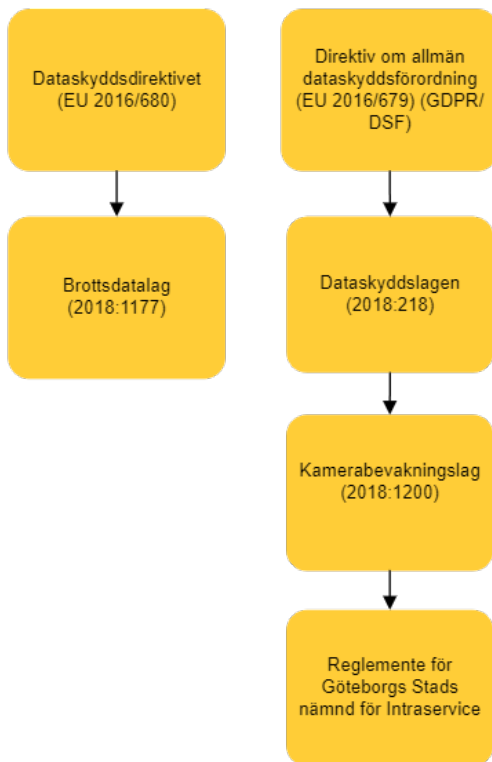 Dataskyddsdirektivet
(EU 2016/680)
Brottsdatalag
(2018:1177)
Direktiv om allmän
dataskyddsförordning
(EU 2016/679) (GDPR/
DSF)
Dataskyddslagen
(2018:218)
Kamerabevakningslag
(2018:1200)
Reglemente för
Göteborgs Stads
nämnd för Intraservice